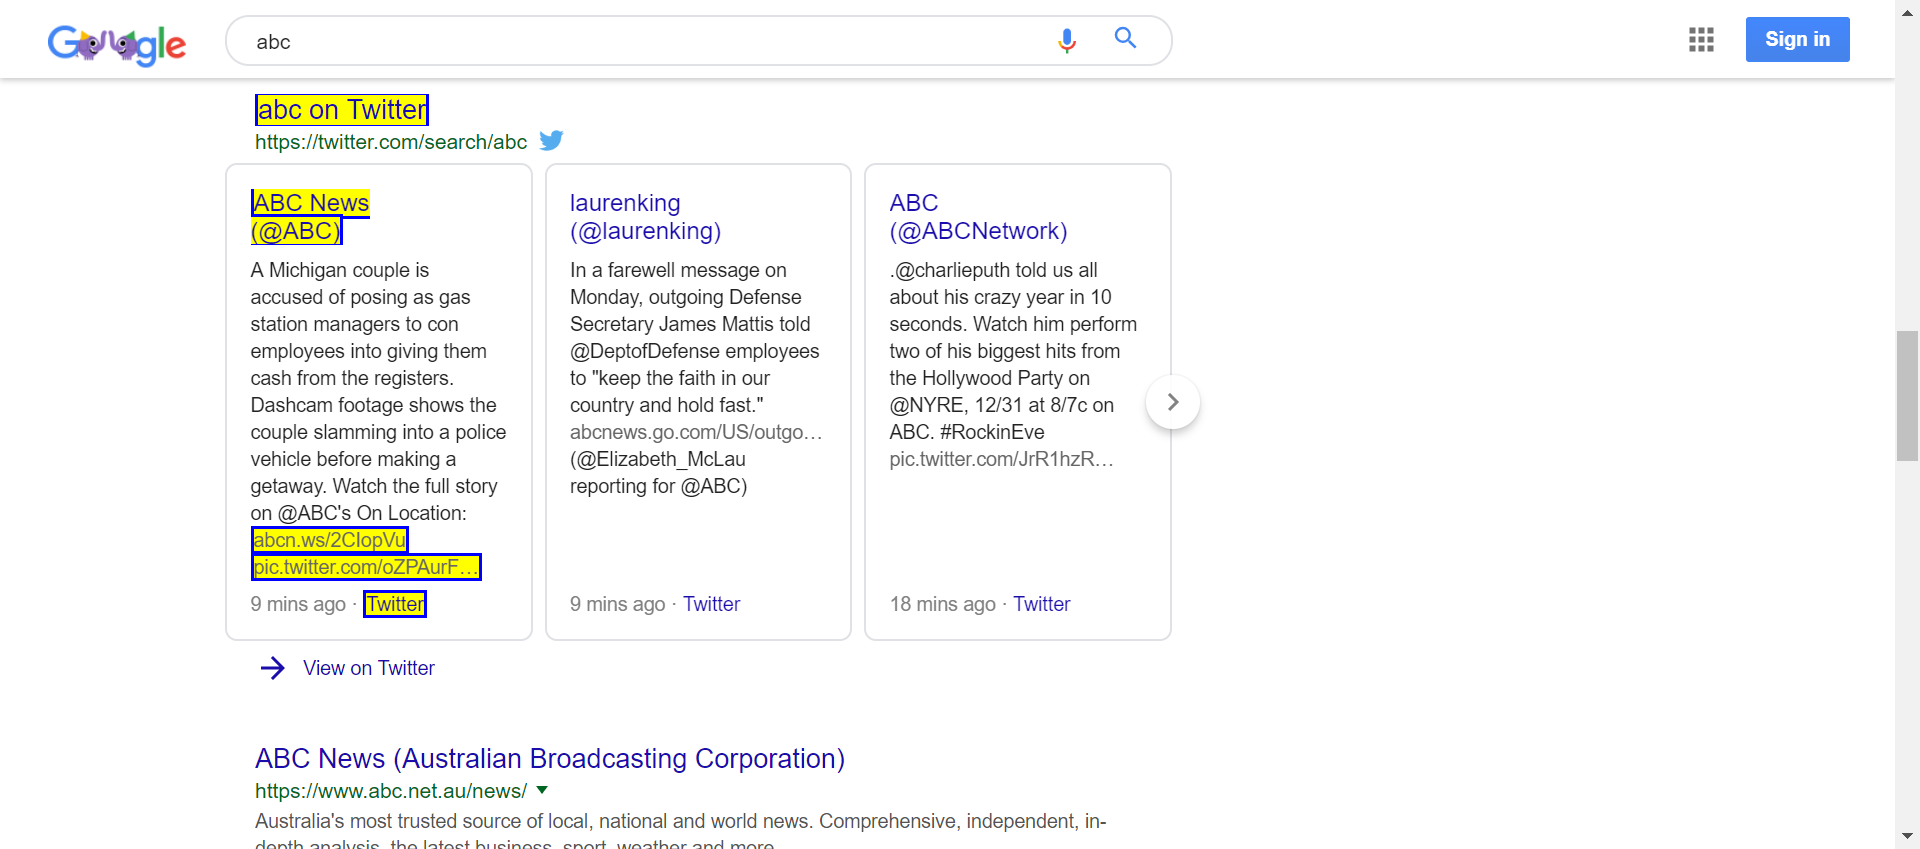 Google
abc
Sign in
abc on Twitter
https://twitter.com/search/abc
ABC News
(@ABC)
A Michigan couple is
accused of posing as gas
station managers to con
employees into giving them
cash from the registers.
Dashcam footage shows the
couple slamming into a police
vehicle before making a
getaway. Watch the full story
on @ABC's On Location:
abcn.ws/2CIopVu
pic.twitter.com/oZPAurF…
9 mins ago · Twitter
laurenking
(@laurenking)
In a farewell message on
Monday, outgoing Defense
Secretary James Mattis told
@DeptofDefense employees
to "keep the faith in our
country and hold fast."
abcnews.go.com/US/outgo…
(@Elizabeth_McLau
reporting for @ABC)
9 mins ago · Twitter
ABC
(@ABCNetwork)
.@charlieputh told us all
about his crazy year in 10
seconds. Watch him perform
two of his biggest hits from
the Hollywood Party on
@NYRE, 12/31 at 8/7c on
ABC. #RockinEve
pic.twitter.com/JrR1hzR…
18 mins ago · Twitter
View on Twitter
ABC News (Australian Broadcasting Corporation)
https://www.abc.net.au/news/
Australia's most trusted source of local, national and world news. Comprehensive, independent, in-
depth analysis, the latest business, sport, weather and more.